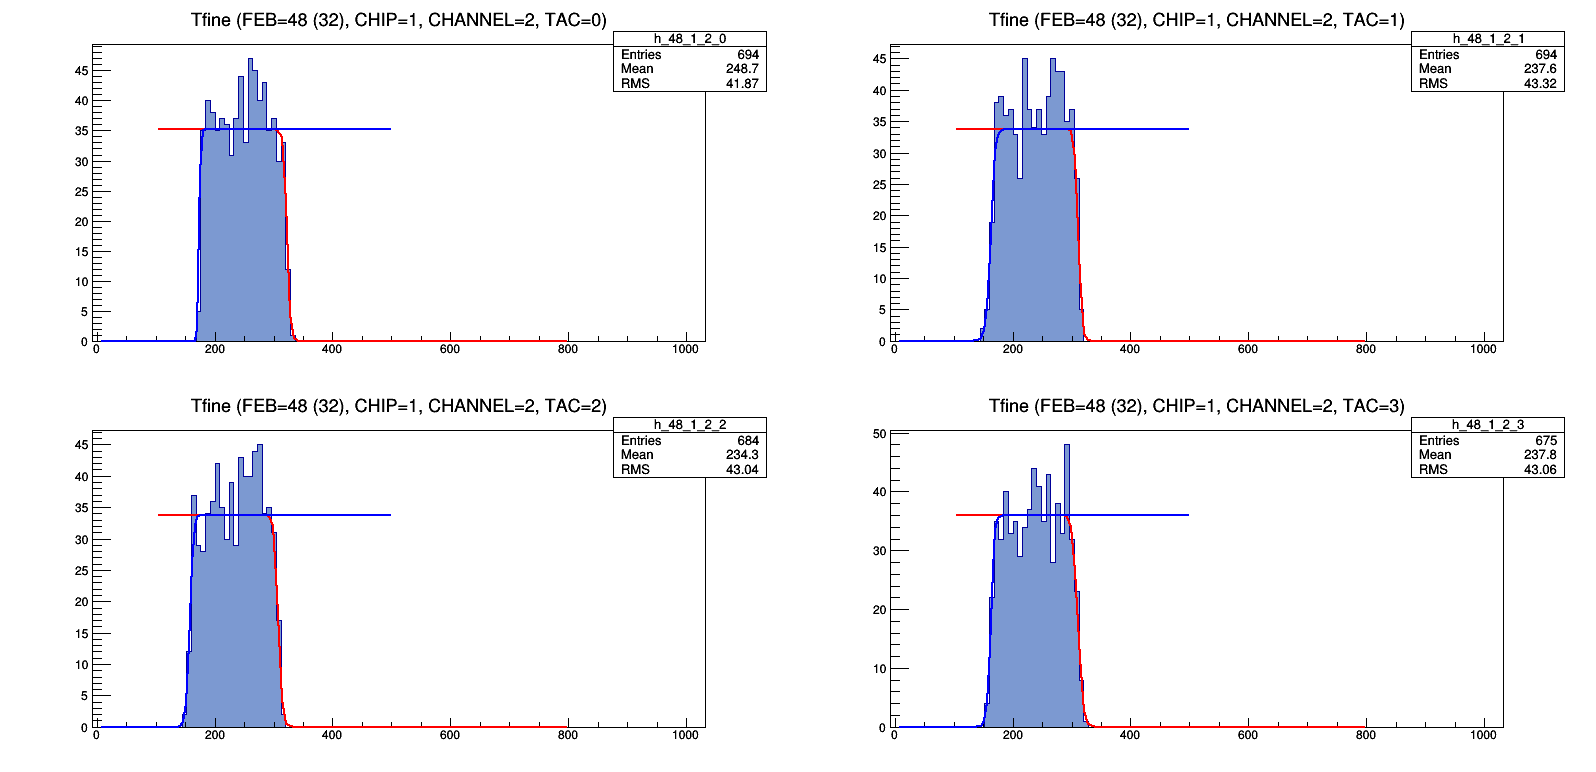 Tfine (FEB=48 (32), CHIP=1, CHANNEL=2, TAC=0)
h_48_1_2_0
Entries 694
Mean 248.7
RMS 41.87
45
40
35
30
25
20
15
10
5
0
0 200 400 600 800 1000
Tfine (FEB=48 (32), CHIP=1, CHANNEL=2, TAC=1)
h_48_1_2_1
Entries 694
Mean 237.6
RMS 43.32
45
40
35
30
25
20
15
10
5
0
0 200 400 600 800 1000
Tfine (FEB=48 (32), CHIP=1, CHANNEL=2, TAC=2)
h_48_1_2_2
Entries 684
Mean 234.3
RMS 43.04
45
40
35
30
25
20
15
10
5
0
0 200 400 600 800 1000
Tfine (FEB=48 (32), CHIP=1, CHANNEL=2, TAC=3)
h_48_1_2_3
Entries 675
Mean 237.8
RMS 43.06
50
40
30
20
10
0
0 200 400 600 800 1000